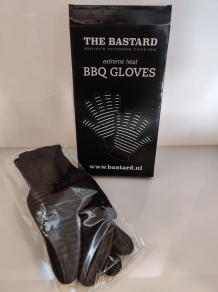 THE BASTARD
SERIOUS OUTDOOR COOKING
extreme heat
BBQ GLOVES
www.bastard.nl